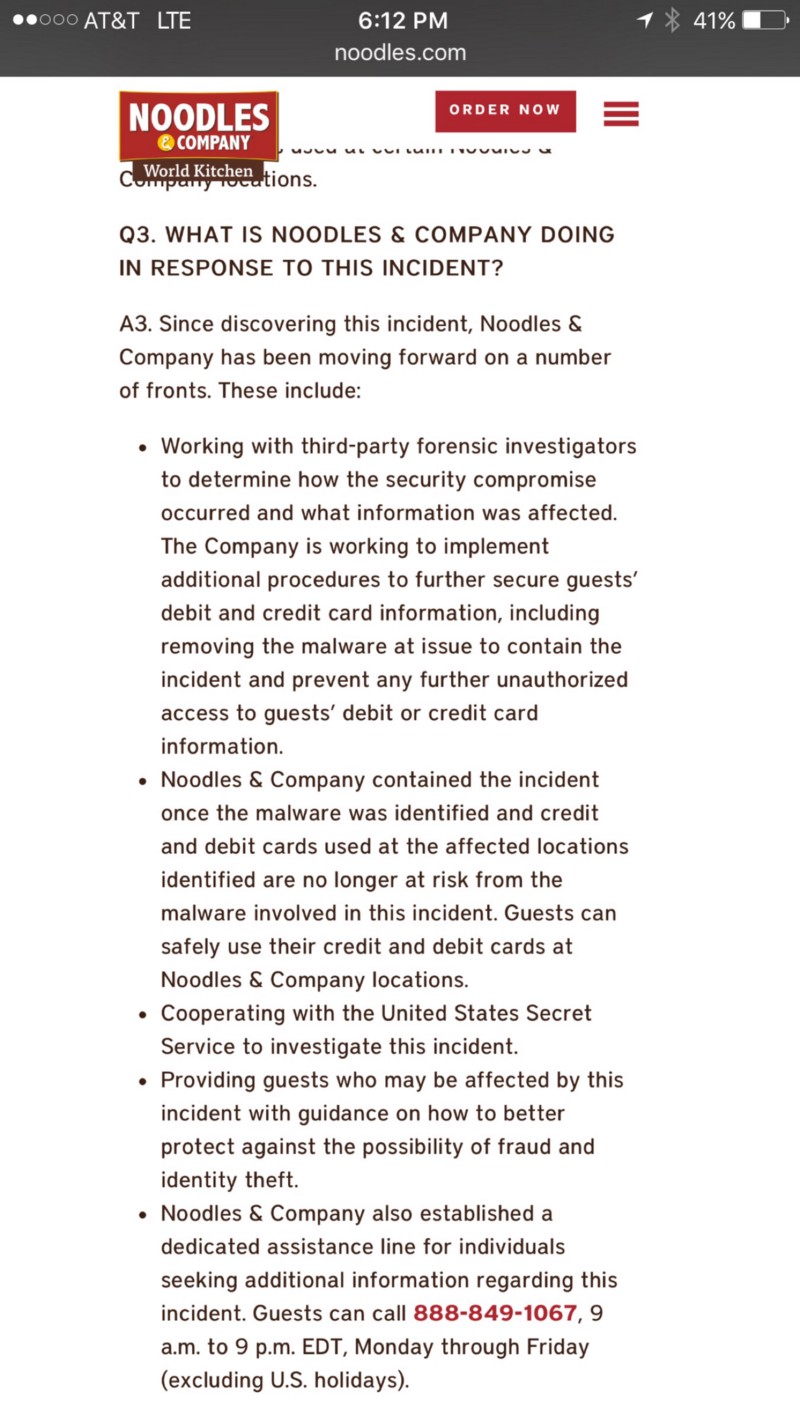 AT&T LTE 6:12 PM 41%
noodles.com
NOODLES
& COMPANY
World Kitchen
ORDER NOW
used at certain Noodles &
Company locations.
Q3. WHAT IS NOODLES & COMPANY DOING
IN RESPONSE TO THIS INCIDENT?
A3. Since discovering this incident, Noodles &
Company has been moving forward on a number
of fronts. These include:
• Working with third-party forensic investigators
to determine how the security compromise
occurred and what information was affected.
The Company is working to implement
additional procedures to further secure guests’
debit and credit card information, including
removing the malware at issue to contain the
incident and prevent any further unauthorized
access to guests’ debit or credit card
information.
• Noodles & Company contained the incident
once the malware was identified and credit
and debit cards used at the affected locations
identified are no longer at risk from the
malware involved in this incident. Guests can
safely use their credit and debit cards at
Noodles & Company locations.
• Cooperating with the United States Secret
Service to investigate this incident.
• Providing guests who may be affected by this
incident with guidance on how to better
protect against the possibility of fraud and
identity theft.
• Noodles & Company also established a
dedicated assistance line for individuals
seeking additional information regarding this
incident. Guests can call 888-849-1067, 9
a.m. to 9 p.m. EDT, Monday through Friday
(excluding U.S. holidays).